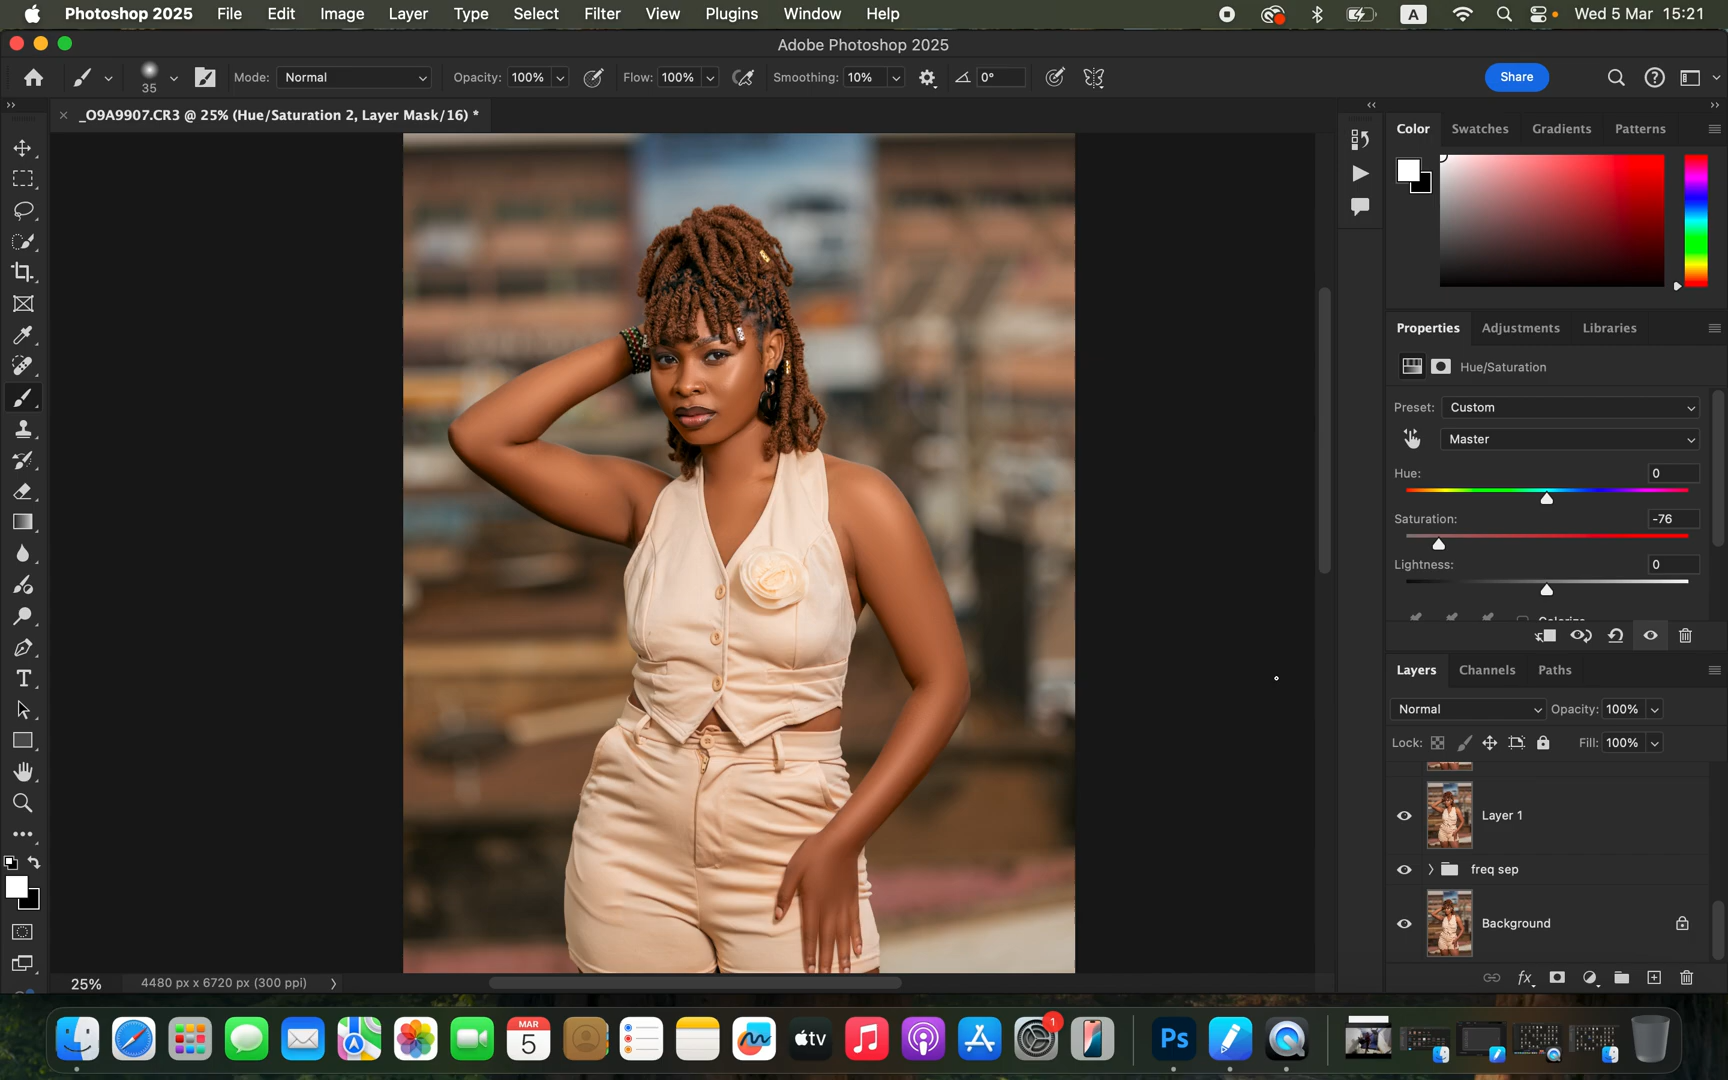 Photoshop 2025 File Edit Image Layer Type Select Filter View Plugins Window Help A Wed 5 Mar 15:21
Adobe Photoshop 2025
35 Mode: Normal Opacity: 100% Flow: 100% Smoothing: 10% 0° Share
_O9A9907.CR3 @ 25% (Hue/Saturation 2, Layer Mask/16) *
Color Swatches Gradients Patterns
Properties Adjustments Libraries
Hue/Saturation
Preset: Custom
Master
Hue: 0
Saturation: -76
Lightness: 0
Layers Channels Paths
Normal Opacity: 100%
Lock: Fill: 100%
Layer 1
freq sep
Background
25% 4480 px x 6720 px (300 ppi)
MAR
5
tv
1
Ps